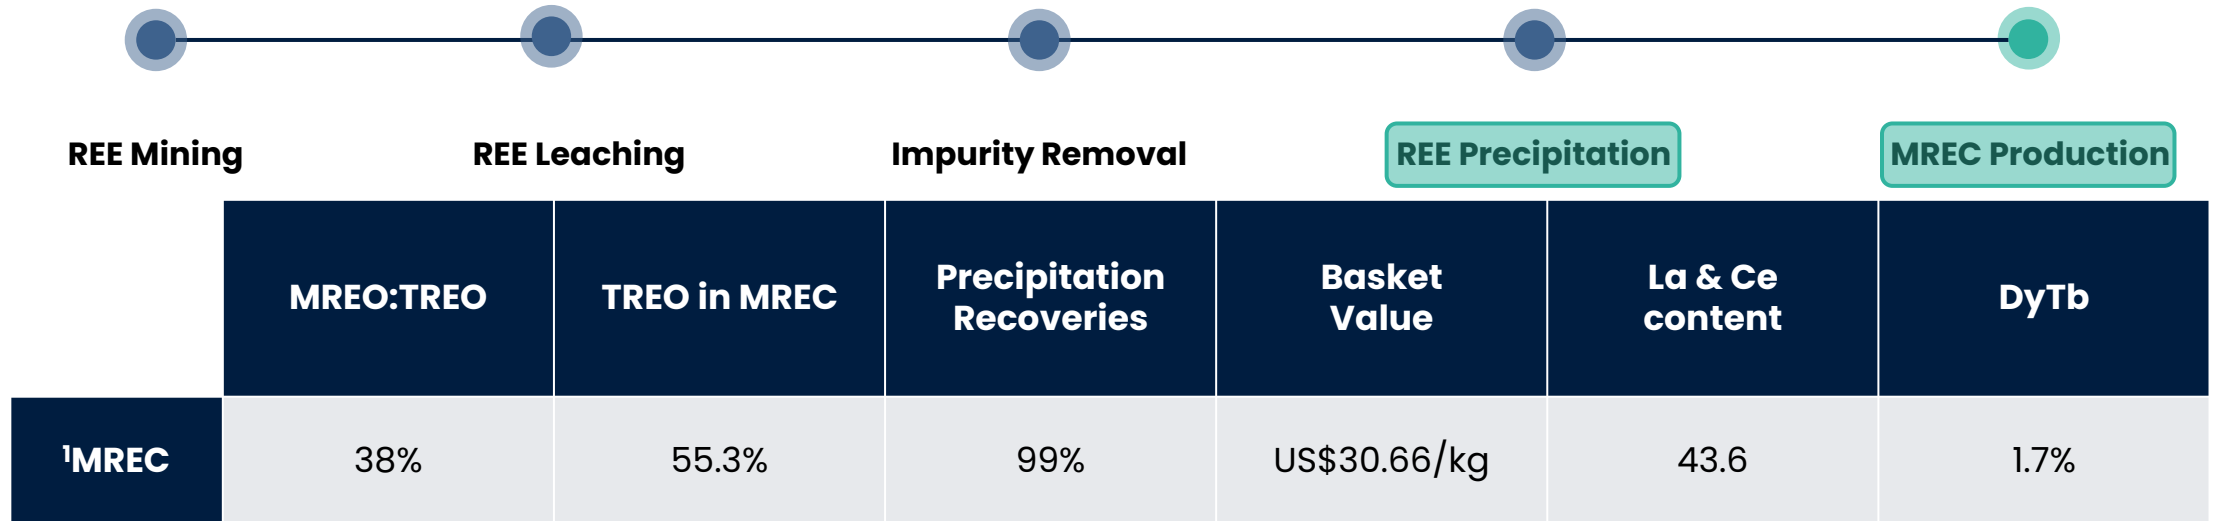 REE Mining
REE Leaching
Impurity Removal
REE Precipitation
MREC Production
MREO:TREO
TREO in MREC
Precipitation
Recoveries
Basket
Value
La & Ce
content
DyTb
¹MREC
38%
55.3%
99%
US$30.66/kg
43.6
1.7%